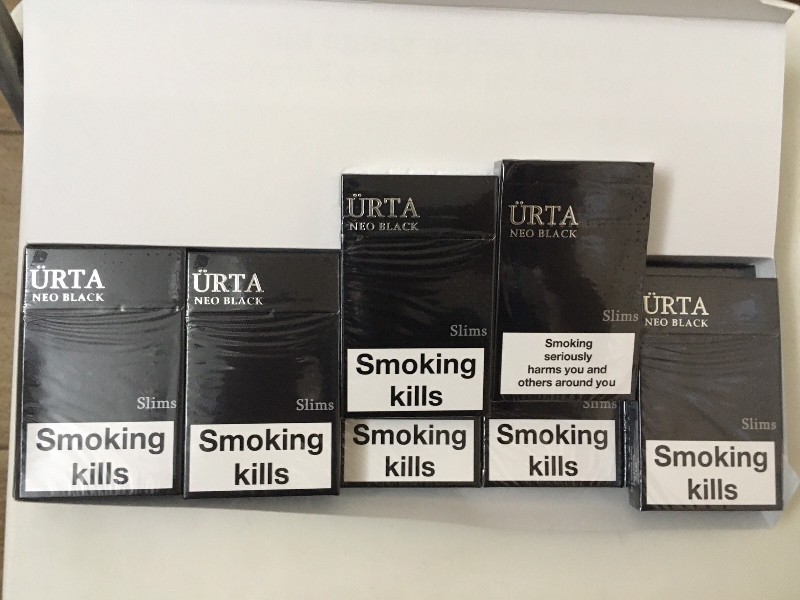 ÜRTA
NEO BLACK
Slims
Smoking
kills
ÜRTA
NEO BLACK
Slims
Smoking
kills
ÜRTA
NEO BLACK
Slims
Smoking
kills
Smoking
kills
ÜRTA
NEO BLACK
Slims
Smoking
seriously
harms you and
others around you
Slims
Smoking
kills
ÜRTA
NEO BLACK
Slims
Smoking
kills